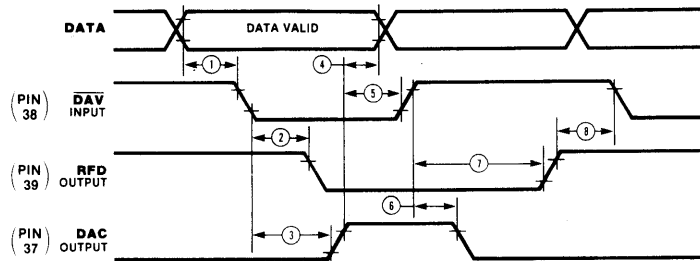 DATA
DATA VALID
1
4
(PIN 38) DAV INPUT
5
2
8
(PIN 39) RFD OUTPUT
7
6
(PIN 37) DAC OUTPUT
3